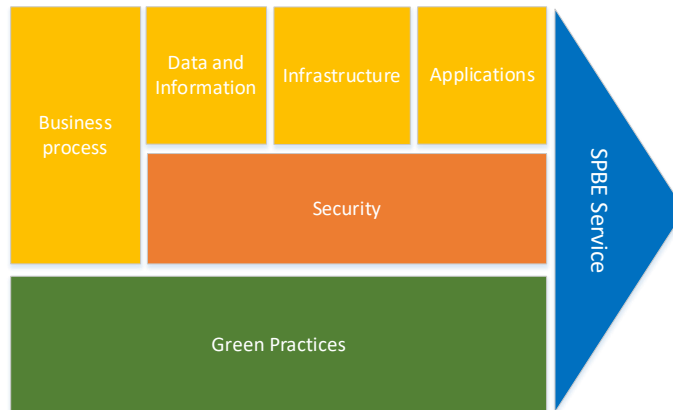 Business
process
Data and
Information
Infrastructure
Applications
Security
Green Practices
SPBE Service